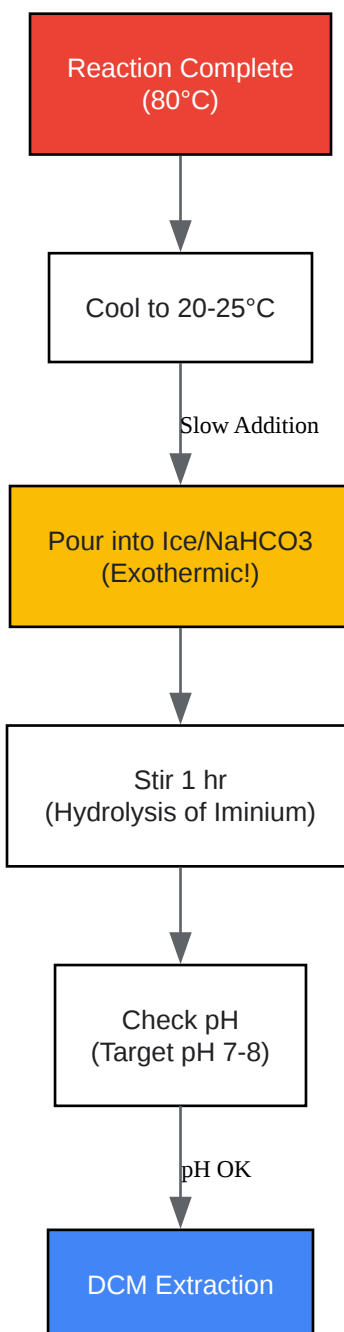 Reaction Complete
(80°C)
Cool to 20-25°C
Slow Addition
Pour into Ice/NaHCO3
(Exothermic!)
Stir 1 hr
(Hydrolysis of Iminium)
Check pH
(Target pH 7-8)
pH OK
DCM Extraction